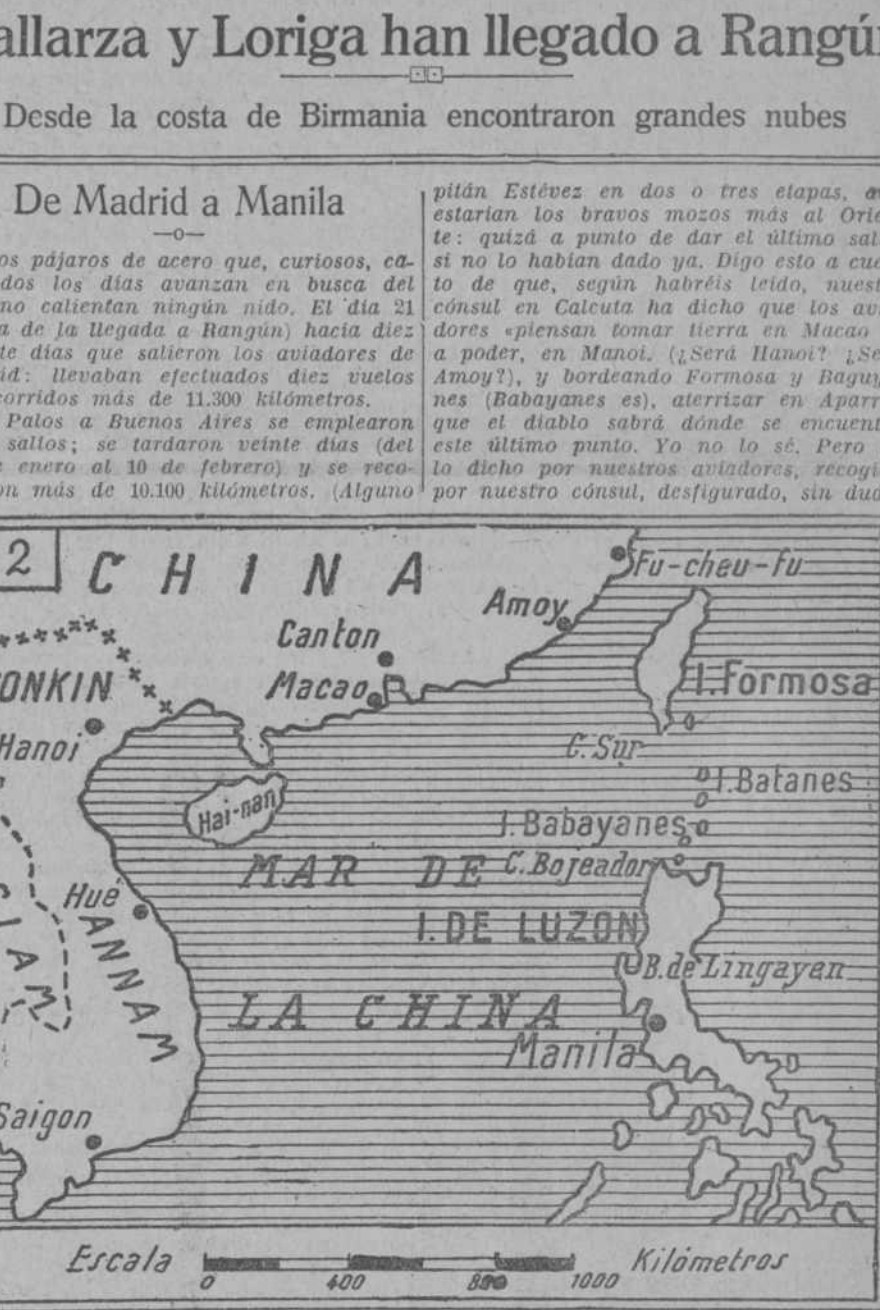 allarza y Loriga han llegado a Rangú
Desde la costa de Birmania encontraron grandes nubes
De Madrid a Manila
os pájaros de acero que, curiosos, ca-
dos los días avanzan en busca del
no calientan ningún nido. El día 21
a de la llegada a Rangún) hacía diez
te días que salieron los aviadores de
id: llevaban efectuados diez vuelos
corridos más de 11.300 kilómetros.
Palos a Buenos Aires se emplearon
saltos; se tardaron veinte días (del
e enero al 10 de febrero) y se reco-
on más de 10.100 kilómetros. (Alguno
pitán Estévez en dos o tres etapas,
estarían los bravos mozos más al Orie
te: quizá a punto de dar el último sal
si no lo habían dado ya. Digo esto a cue
to de que, según habréis leído, nuest
cónsul en Calcuta ha dicho que los av
dores «piensan tomar tierra en Macao
a poder, en Manoi. (¿Será Hanoi? ¿Se
Amoy?), y bordeando Formosa y Baguy
nes (Babayanes es), aterrizar en Aparr
que el diablo sabrá dónde se encuent
este último punto. Yo no lo sé. Pero
lo dicho por nuestros aviadores, recogi
por nuestro cónsul, desfigurado, sin dud
2
CHINA
Fu-cheu-fu
Amoy
Canton
Macao
ONKIN
I. Formosa
Hanoi
C. Sur
I. Batanes
Hai-nan
I. Babayanes
MAR DE
C. Bojeador
Hué
ANNAM
I. DE LUZON
SIAM
B. de Lingayen
LA CHINA
Manila
Saigon
Escala
Kilómetros
0 400 800 1000